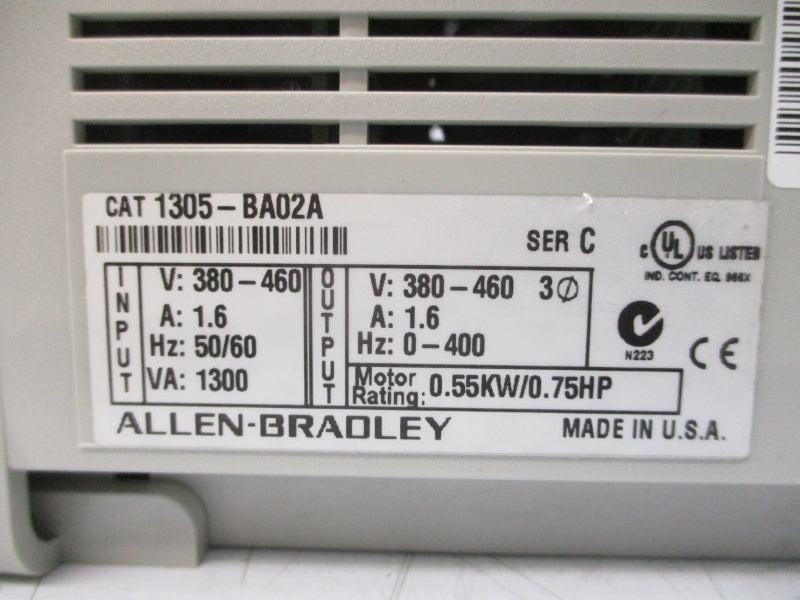 CAT 1305-BA02A
SER C
C UL US LISTED
IND. CONT. EQ. 966X
INPUT
V: 380-460
A: 1.6
Hz: 50/60
VA: 1300
OUTPUT
V: 380-460 3Ø
A: 1.6
Hz: 0-400
Motor Rating: 0.55KW/0.75HP
N223
CE
ALLEN-BRADLEY
MADE IN U.S.A.